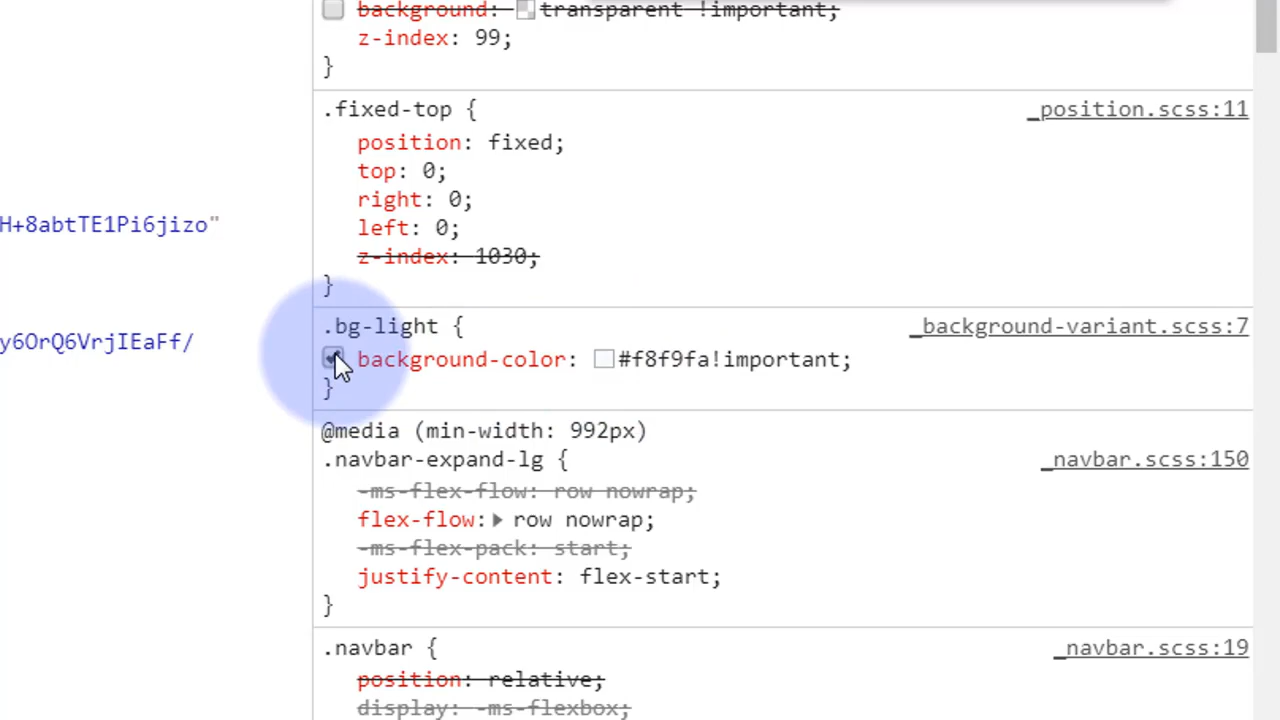 background: transparent !important;
z-index: 99;
}
.fixed-top { _position.scss:11
position: fixed;
top: 0;
right: 0;
left: 0;
H+8abtTE1Pi6jizo"
z-index: 1030;
}
.bg-light { _background-variant.scss:7
y6OrQ6VrjIEaFf/
background-color: #f8f9fa!important;
}
@media (min-width: 992px)
.navbar-expand-lg { _navbar.scss:150
-ms-flex-flow: row nowrap;
flex-flow: row nowrap;
-ms-flex-pack: start;
justify-content: flex-start;
}
.navbar { _navbar.scss:19
position: relative;
display: -ms-flexbox;